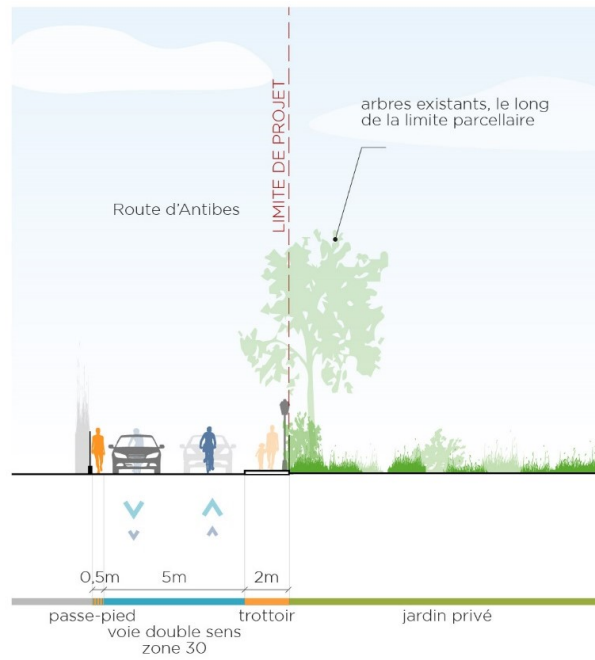 LIMITE DE PROJET
arbres existants, le long
de la limite parcellaire
Route d'Antibes
0,5m
5m
2m
passe-pied
voie double sens
zone 30
trottoir
jardin privé